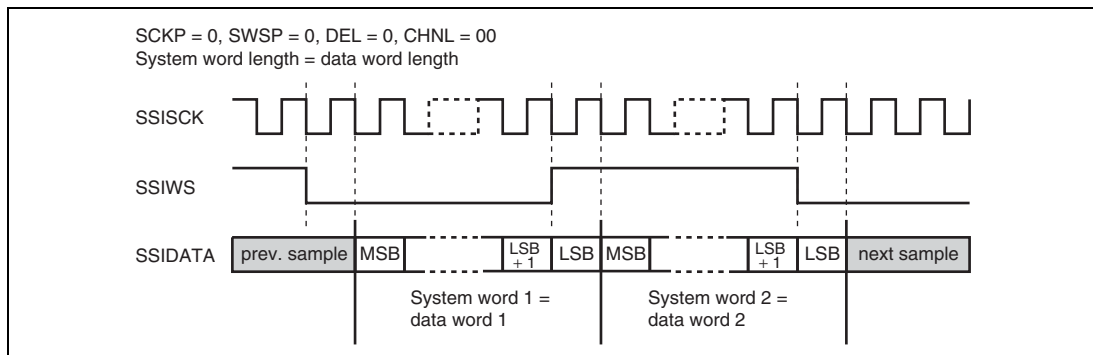 SCKP = 0, SWSP = 0, DEL = 0, CHNL = 00
System word length = data word length
SSISCK
SSIWS
SSIDATA
prev. sample
MSB
LSB
+ 1
LSB
MSB
LSB
+ 1
LSB
next sample
System word 1 =
data word 1
System word 2 =
data word 2